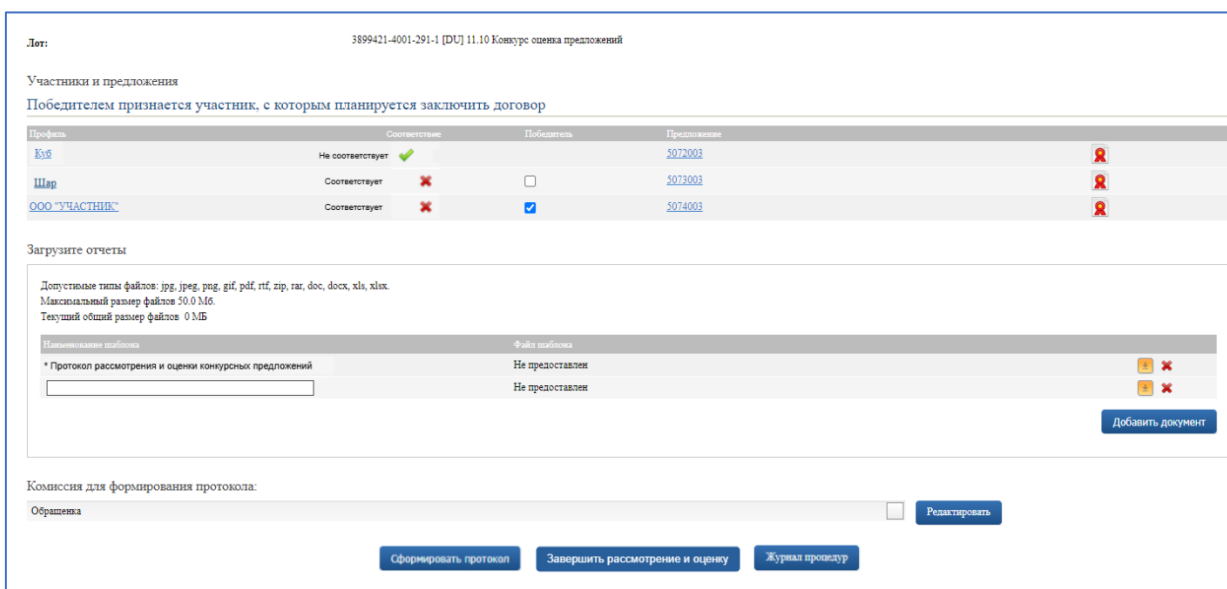 Лот: 3899421-4001-291-1 [DU] 11.10 Конкурс оценка предложений
Участники и предложения
Победителем признается участник, с которым планируется заключить договор
Профиль Соответствие Победитель Предложение
Куб Не соответствует 5072003
Шар Соответствует 5073003
ООО "УЧАСТНИК" Соответствует 5074003
Загрузите отчеты
Допустимые типы файлов: jpg, jpeg, png, gif, pdf, rtf, zip, rar, doc, docx, xls, xlsx.
Максимальный размер файлов 50.0 Мб.
Текущий общий размер файлов 0 МБ
Наименование шаблона Файл шаблона
* Протокол рассмотрения и оценки конкурсных предложений Не предоставлен
Не предоставлен
Добавить документ
Комиссия для формирования протокола:
Обращенка Редактировать
Сформировать протокол Завершить рассмотрение и оценку Журнал процедур